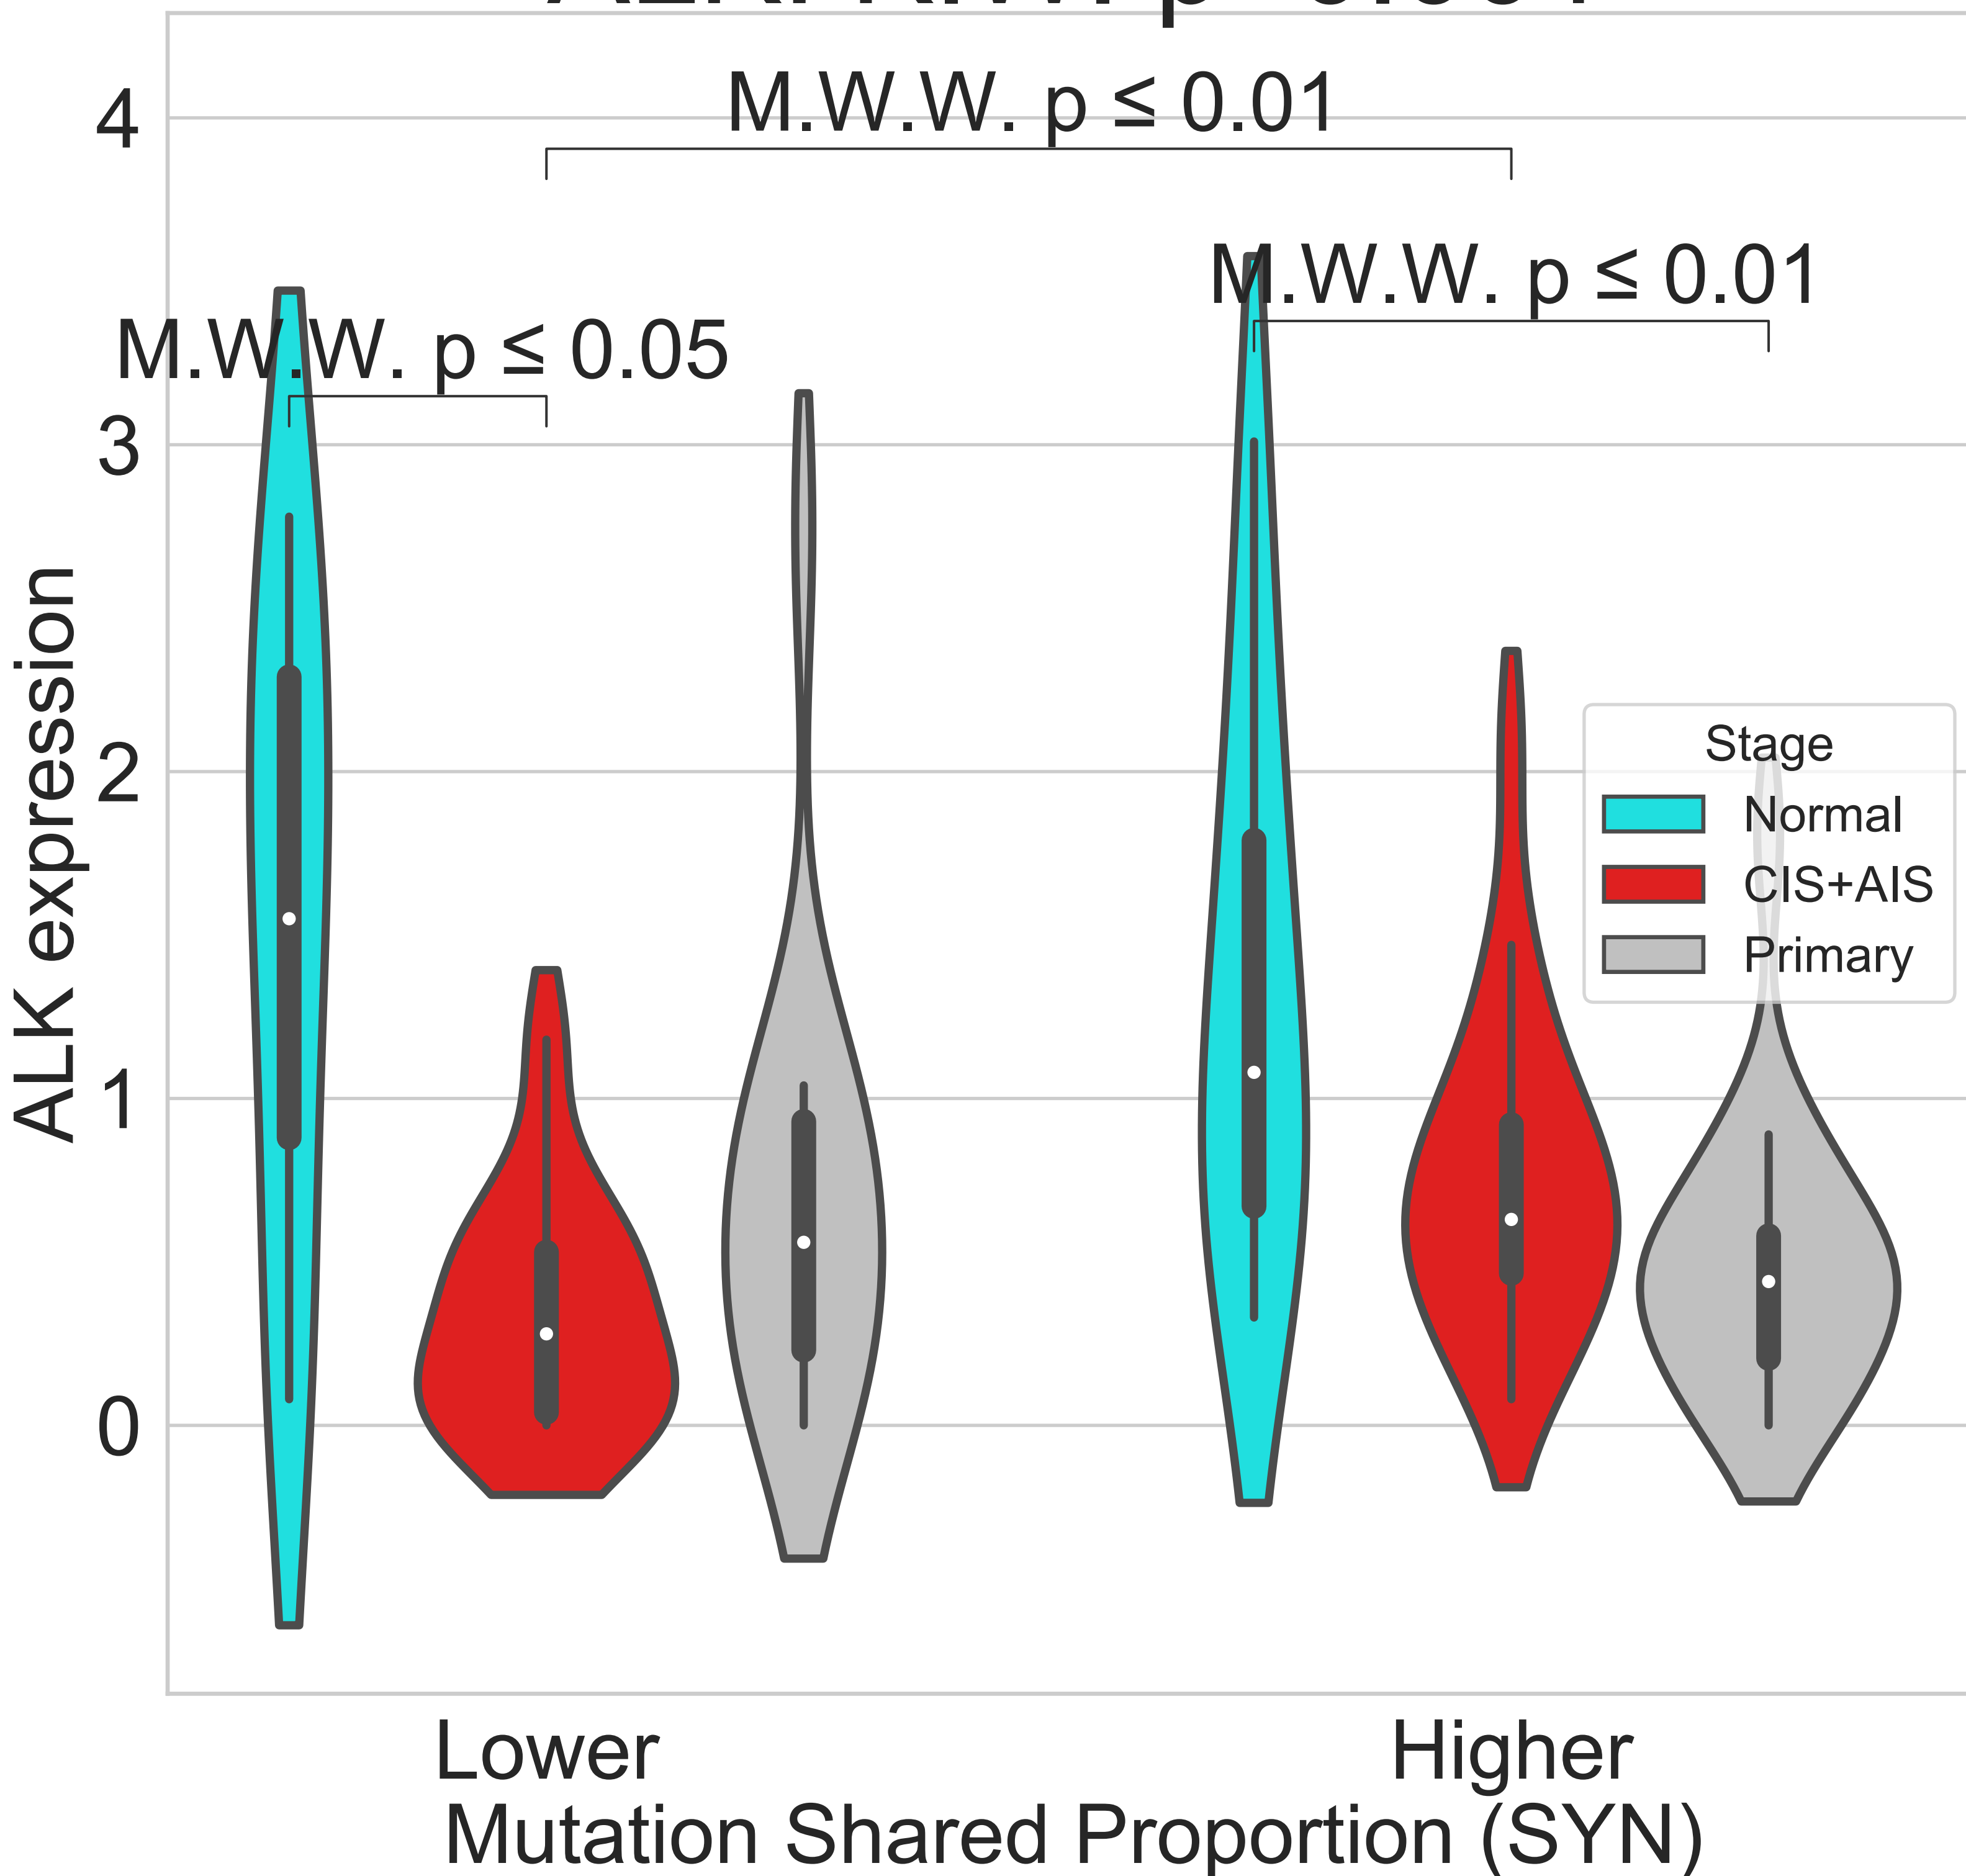 M.W.W. p ≤ 0.01
4
M.W.W. p ≤ 0.01
M.W.W. p ≤ 0.05
3
2
1
0
ALK expression
Stage
Normal
CIS+AIS
Primary
Lower
Higher
Mutation Shared Proportion (SYN)